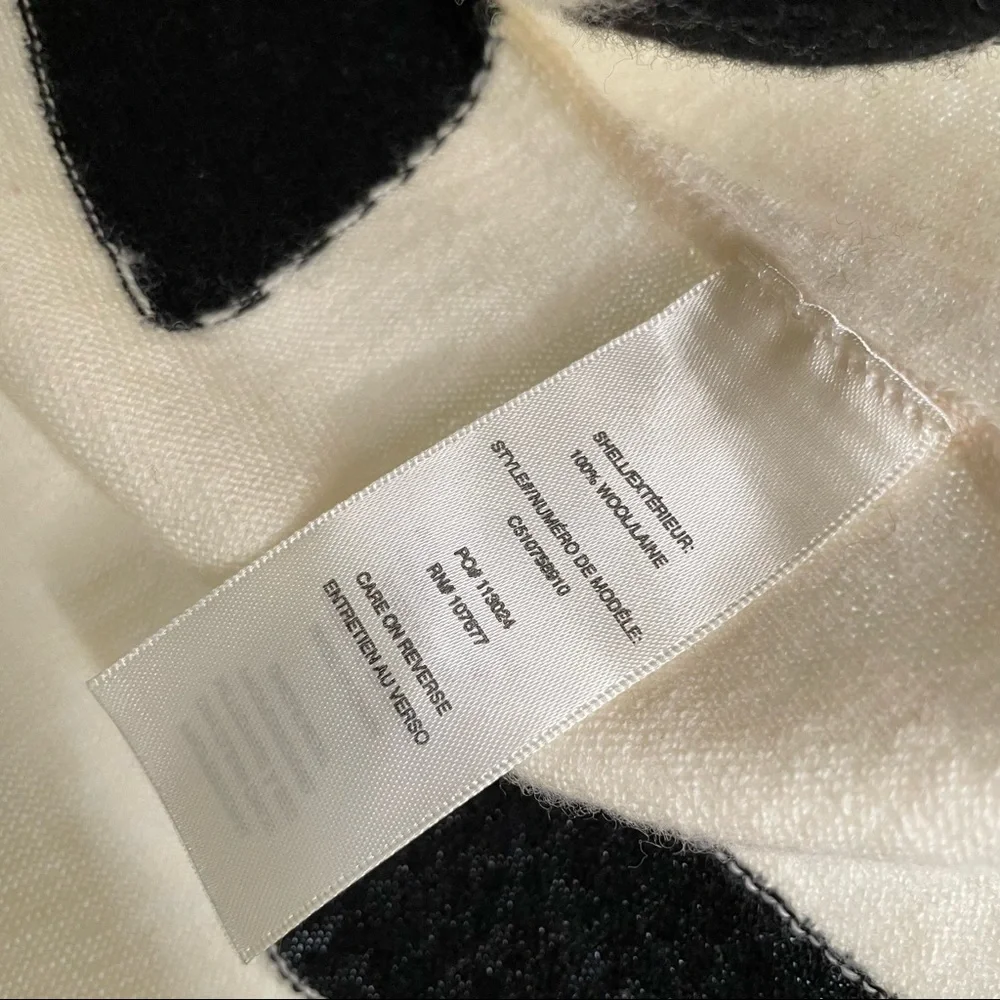 SHELL/EXTÉRIEUR:
100% WOOL/LAINE
STYLE#/NUMÉRO DE MODÈLE:
C510758910
PO# 113024
RN# 107677
CARE ON REVERSE
ENTRETIEN AU VERSO